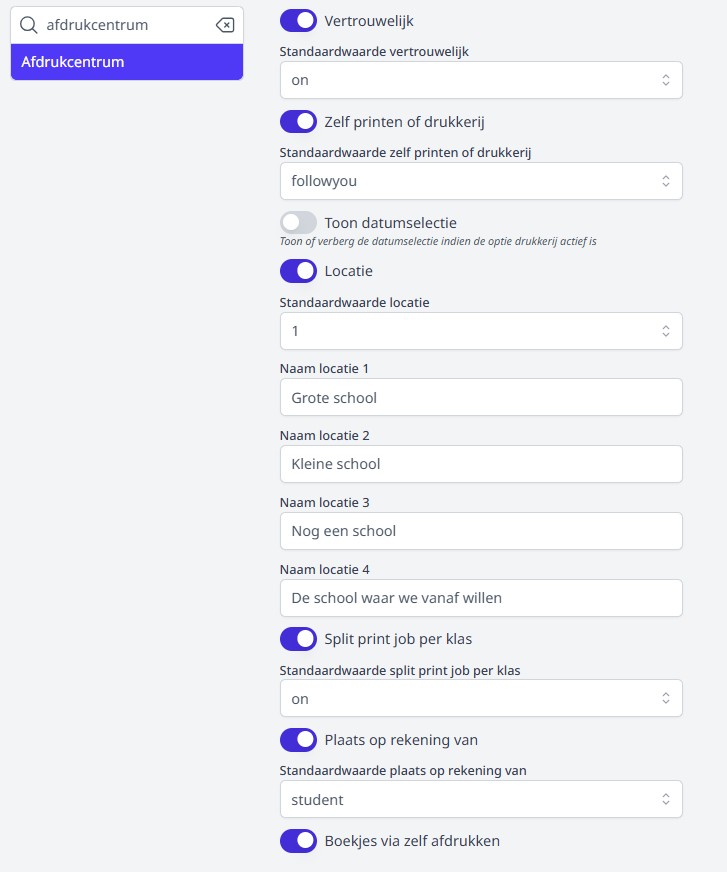 afdrukcentrum
Afdrukcentrum
Vertrouwelijk
Standaardwaarde vertrouwelijk
on
Zelf printen of drukkerij
Standaardwaarde zelf printen of drukkerij
followyou
Toon datumselectie
Toon of verberg de datumselectie indien de optie drukkerij actief is
Locatie
Standaardwaarde locatie
1
Naam locatie 1
Grote school
Naam locatie 2
Kleine school
Naam locatie 3
Nog een school
Naam locatie 4
De school waar we vanaf willen
Split print job per klas
Standaardwaarde split print job per klas
on
Plaats op rekening van
Standaardwaarde plaats op rekening van
student
Boekjes via zelf afdrukken